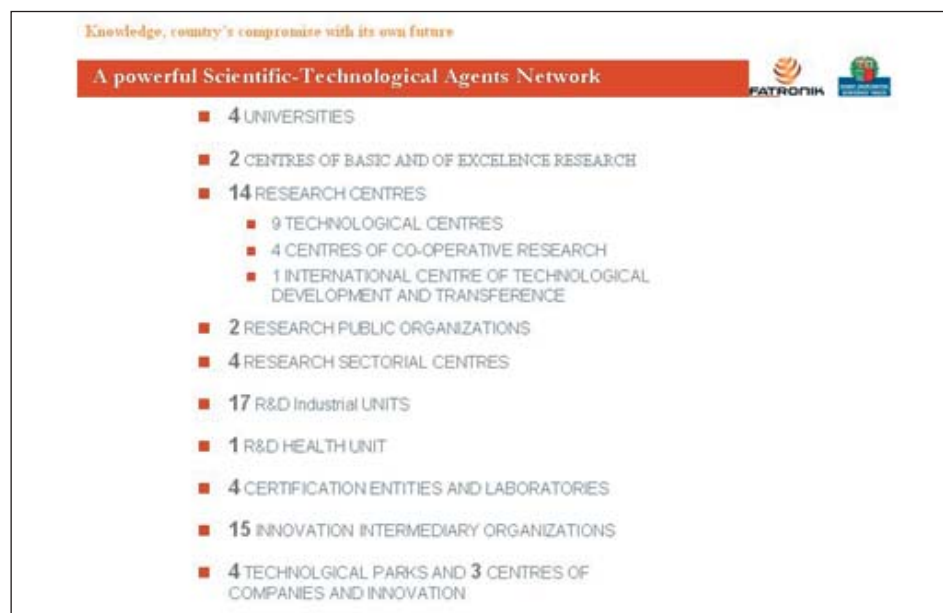 Knowledge, country's compromise with its own future
A powerful Scientific-Technological Agents Network
FATRONIK
4 UNIVERSITIES
2 CENTRES OF BASIC AND OF EXCELENCE RESEARCH
14 RESEARCH CENTRES
9 TECHNOLOGICAL CENTRES
4 CENTRES OF CO-OPERATIVE RESEARCH
1 INTERNATIONAL CENTRE OF TECHNOLOGICAL
DEVELOPMENT AND TRANSFERENCE
2 RESEARCH PUBLIC ORGANIZATIONS
4 RESEARCH SECTORIAL CENTRES
17 R&D Industrial UNITS
1 R&D HEALTH UNIT
4 CERTIFICATION ENTITIES AND LABORATORIES
15 INNOVATION INTERMEDIARY ORGANIZATIONS
4 TECHNOLGICAL PARKS AND 3 CENTRES OF
COMPANIES AND INNOVATION